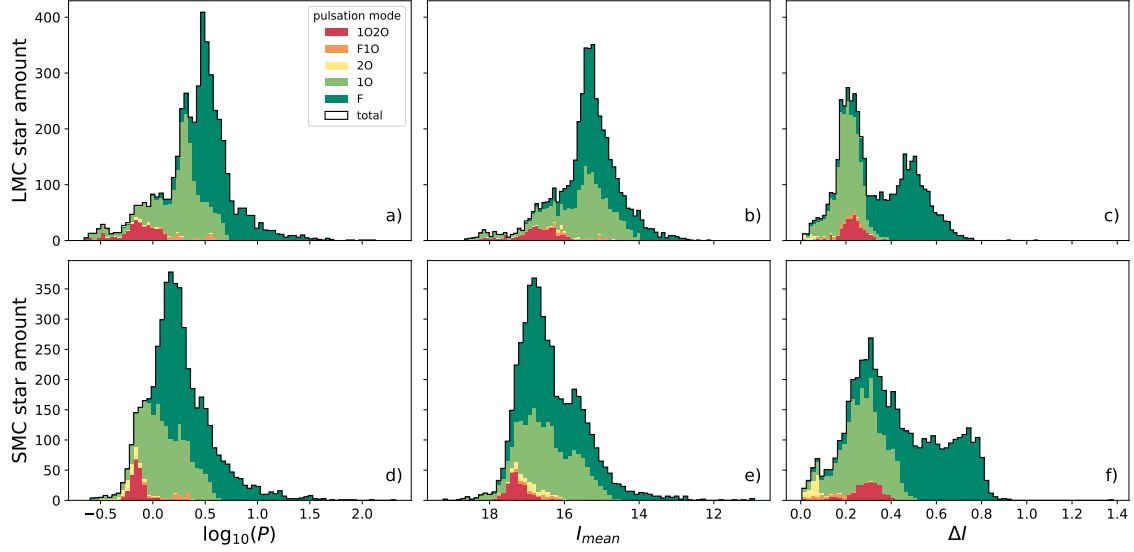 LMC star amount
400
300
200
100
0
pulsation mode
1O2O
F1O
2O
1O
F
total
a)
b)
c)
SMC star amount
350
300
250
200
150
100
50
0
d)
e)
f)
−0.5 0.0 0.5 1.0 1.5 2.0
18 16 14 12
0.0 0.2 0.4 0.6 0.8 1.0 1.2 1.4
log₁₀(P)
I_mean
ΔI